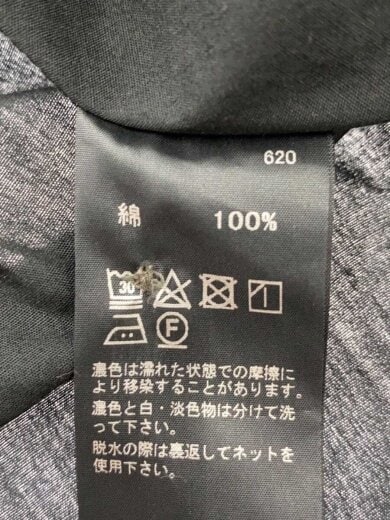 620
綿 100%
30
F
濃色は濡れた状態での摩擦に
より移染することがあります。
濃色と白・淡色物は分けて洗
って下さい。
脱水の際は裏返してネットを
使用下さい。